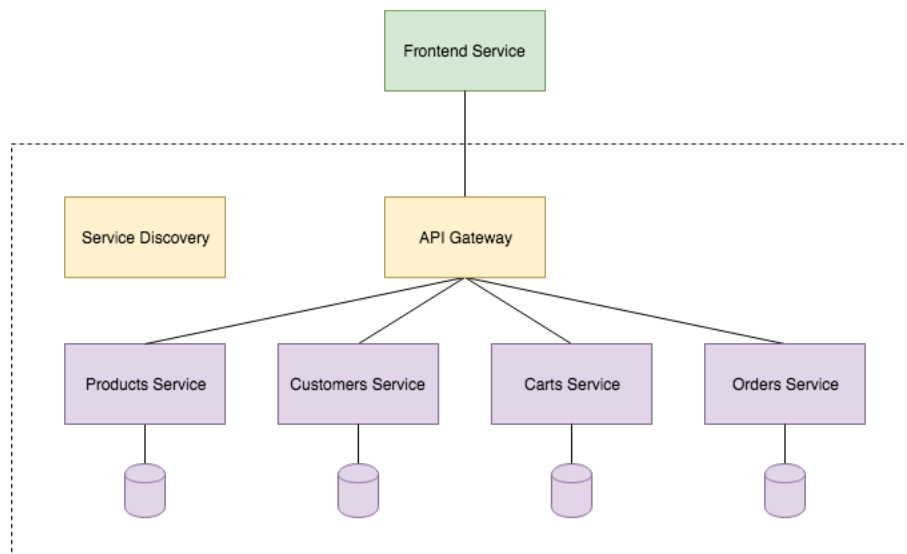 Frontend Service
Service Discovery
API Gateway
Products Service
Customers Service
Carts Service
Orders Service